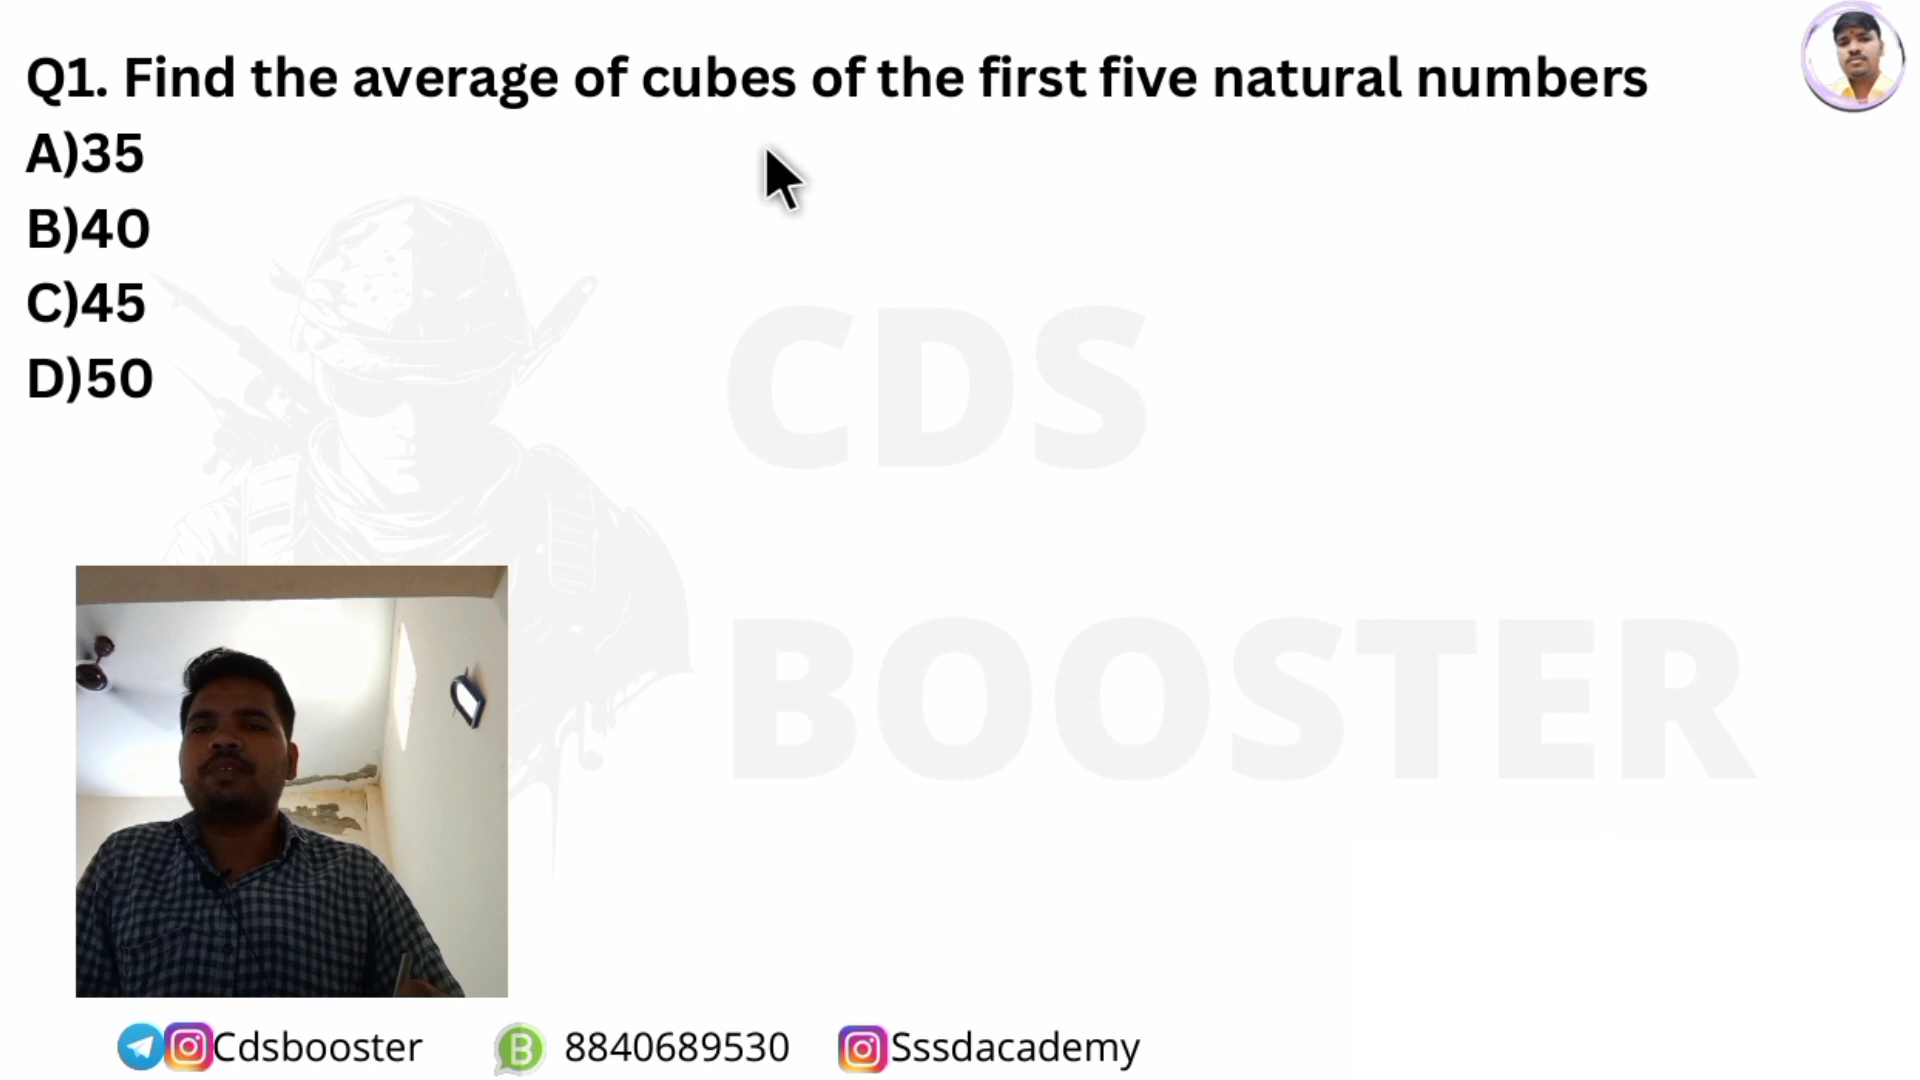 Q1. Find the average of cubes of the first five natural numbers
A)35
B)40
C)45
D)50
CDS
BOOSTER
Cdsbooster 8840689530 Sssdacademy